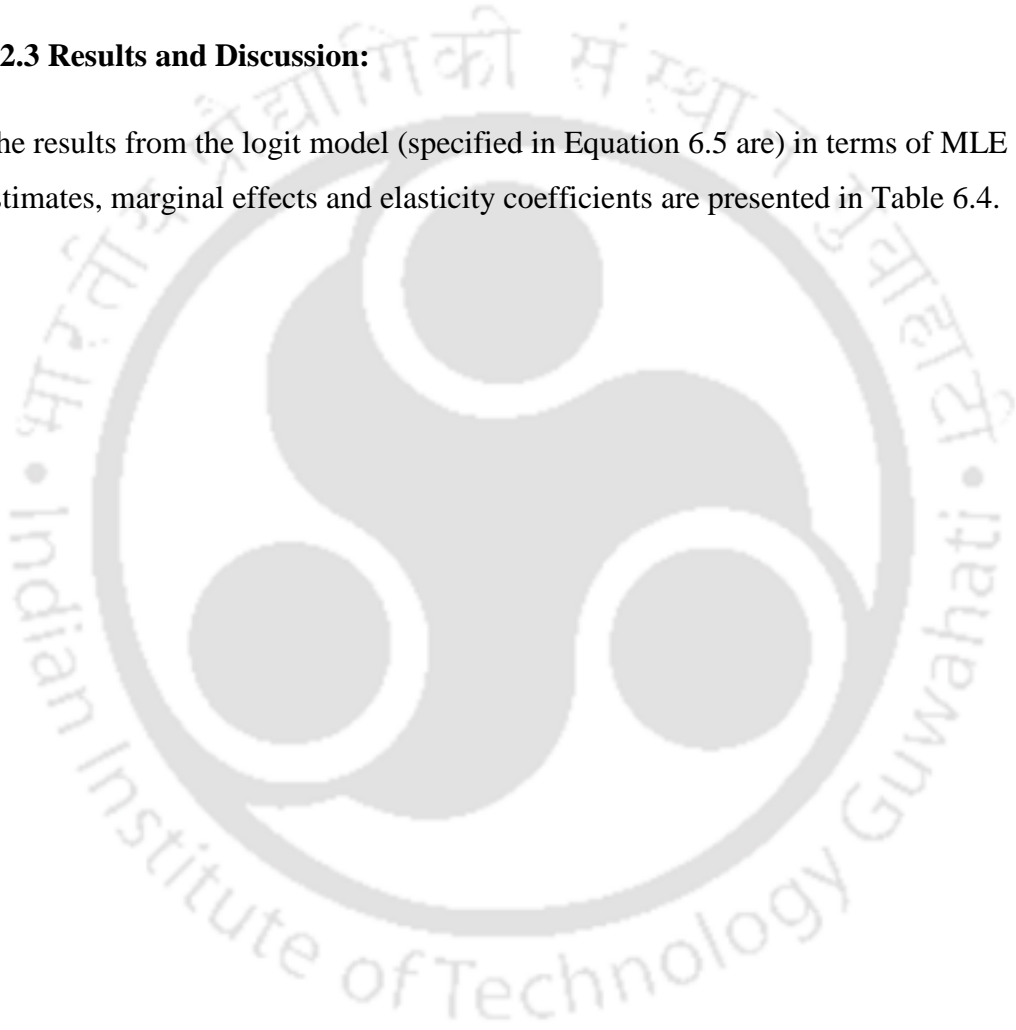 2.3 Results and Discussion:
he results from the logit model (specified in Equation 6.5 are) in terms of MLE
stimates, marginal effects and elasticity coefficients are presented in Table 6.4.
भारतीय प्रौद्योगिकी संस्थान गुवाहाटी
• Indian Institute of Technology Guwahati •